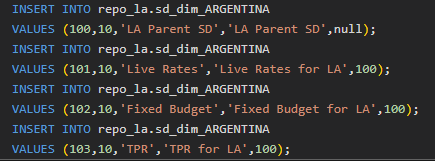 INSERT INTO repo_la.sd_dim_ARGENTINA
VALUES (100,10,'LA Parent SD','LA Parent SD',null);
INSERT INTO repo_la.sd_dim_ARGENTINA
VALUES (101,10,'Live Rates','Live Rates for LA',100);
INSERT INTO repo_la.sd_dim_ARGENTINA
VALUES (102,10,'Fixed Budget','Fixed Budget for LA',100);
INSERT INTO repo_la.sd_dim_ARGENTINA
VALUES (103,10,'TPR','TPR for LA',100);